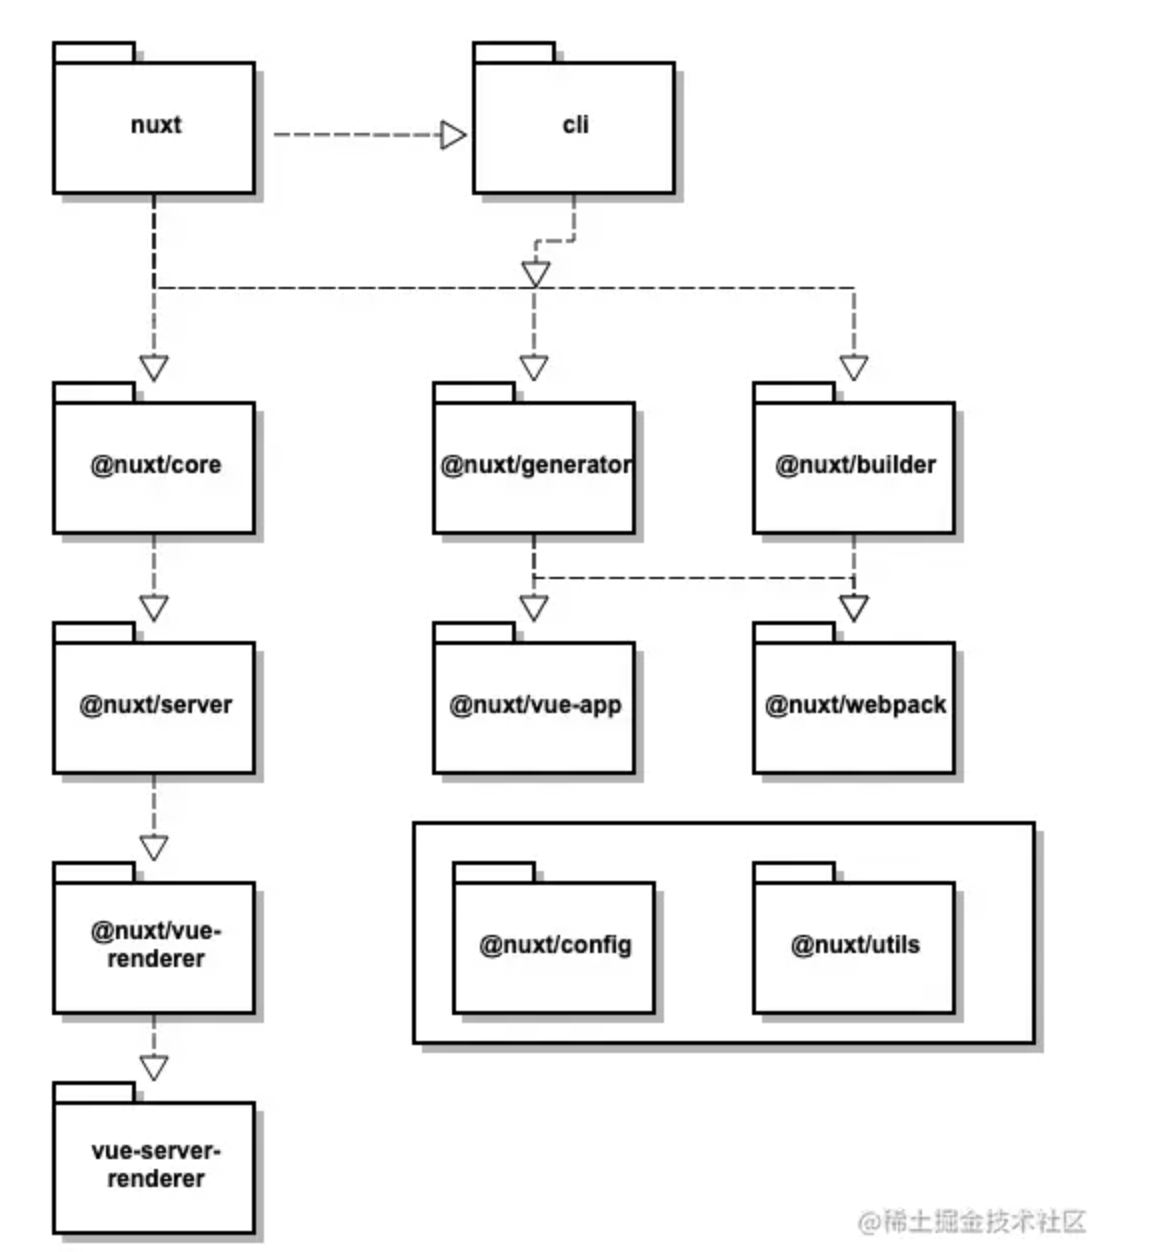 nuxt
cli
@nuxt/core
@nuxt/generator
@nuxt/builder
@nuxt/server
@nuxt/vue-app
@nuxt/webpack
@nuxt/vue-
renderer
@nuxt/config
@nuxt/utils
vue-server-
renderer
@稀土掘金技术社区